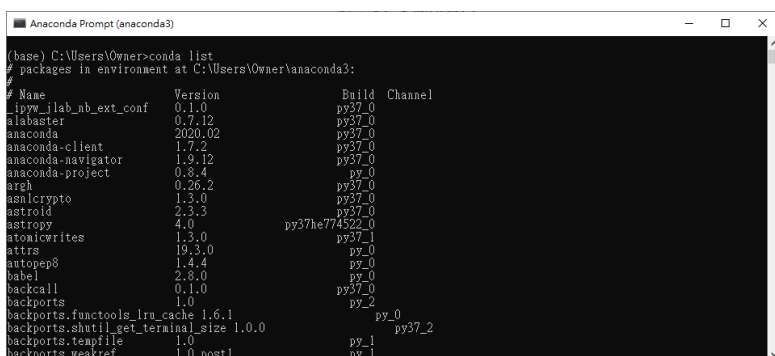 Anaconda Prompt (anaconda3)
(base) C:\Users\Owner>conda list
# packages in environment at C:\Users\Owner\anaconda3:
#
# Name Version Build Channel
_ipyw_jlab_nb_ext_conf 0.1.0 py37_0
alabaster 0.7.12 py37_0
anaconda 2020.02 py37_0
anaconda-client 1.7.2 py37_0
anaconda-navigator 1.9.12 py37_0
anaconda-project 0.8.4 py_0
argh 0.26.2 py37_0
asn1crypto 1.3.0 py37_0
astroid 2.3.3 py37_0
astropy 4.0 py37he774522_0
atomicwrites 1.3.0 py37_1
attrs 19.3.0 py_0
autopep8 1.4.4 py_0
babel 2.8.0 py_0
backcall 0.1.0 py37_0
backports 1.0 py_2
backports.functools_lru_cache 1.6.1 py_0
backports.shutil_get_terminal_size 1.0.0 py37_2
backports.tempfile 1.0 py_1
backports.weakref 1.0.post1 py_1